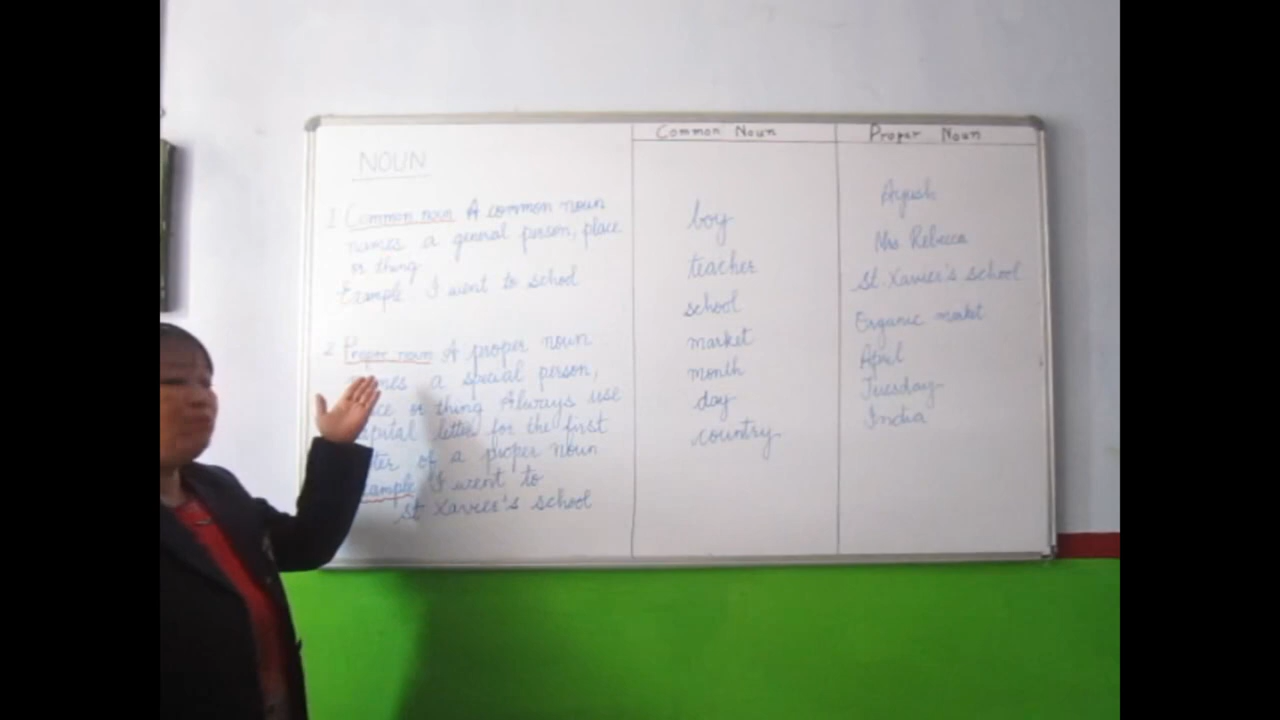 NOUN
1 Common noun A common noun
names a general person, place
or thing
Example I went to school
2 Proper noun A proper noun
names a special person,
or thing Always use
capital letter for the first
of a proper noun
Example I went to
st Xavier's school
Common Noun
boy
teacher
school
market
month
day
country
Proper Noun
Ayush
Mrs Rebecca
St. Xavier's school
Organic market
April
Tuesday
India